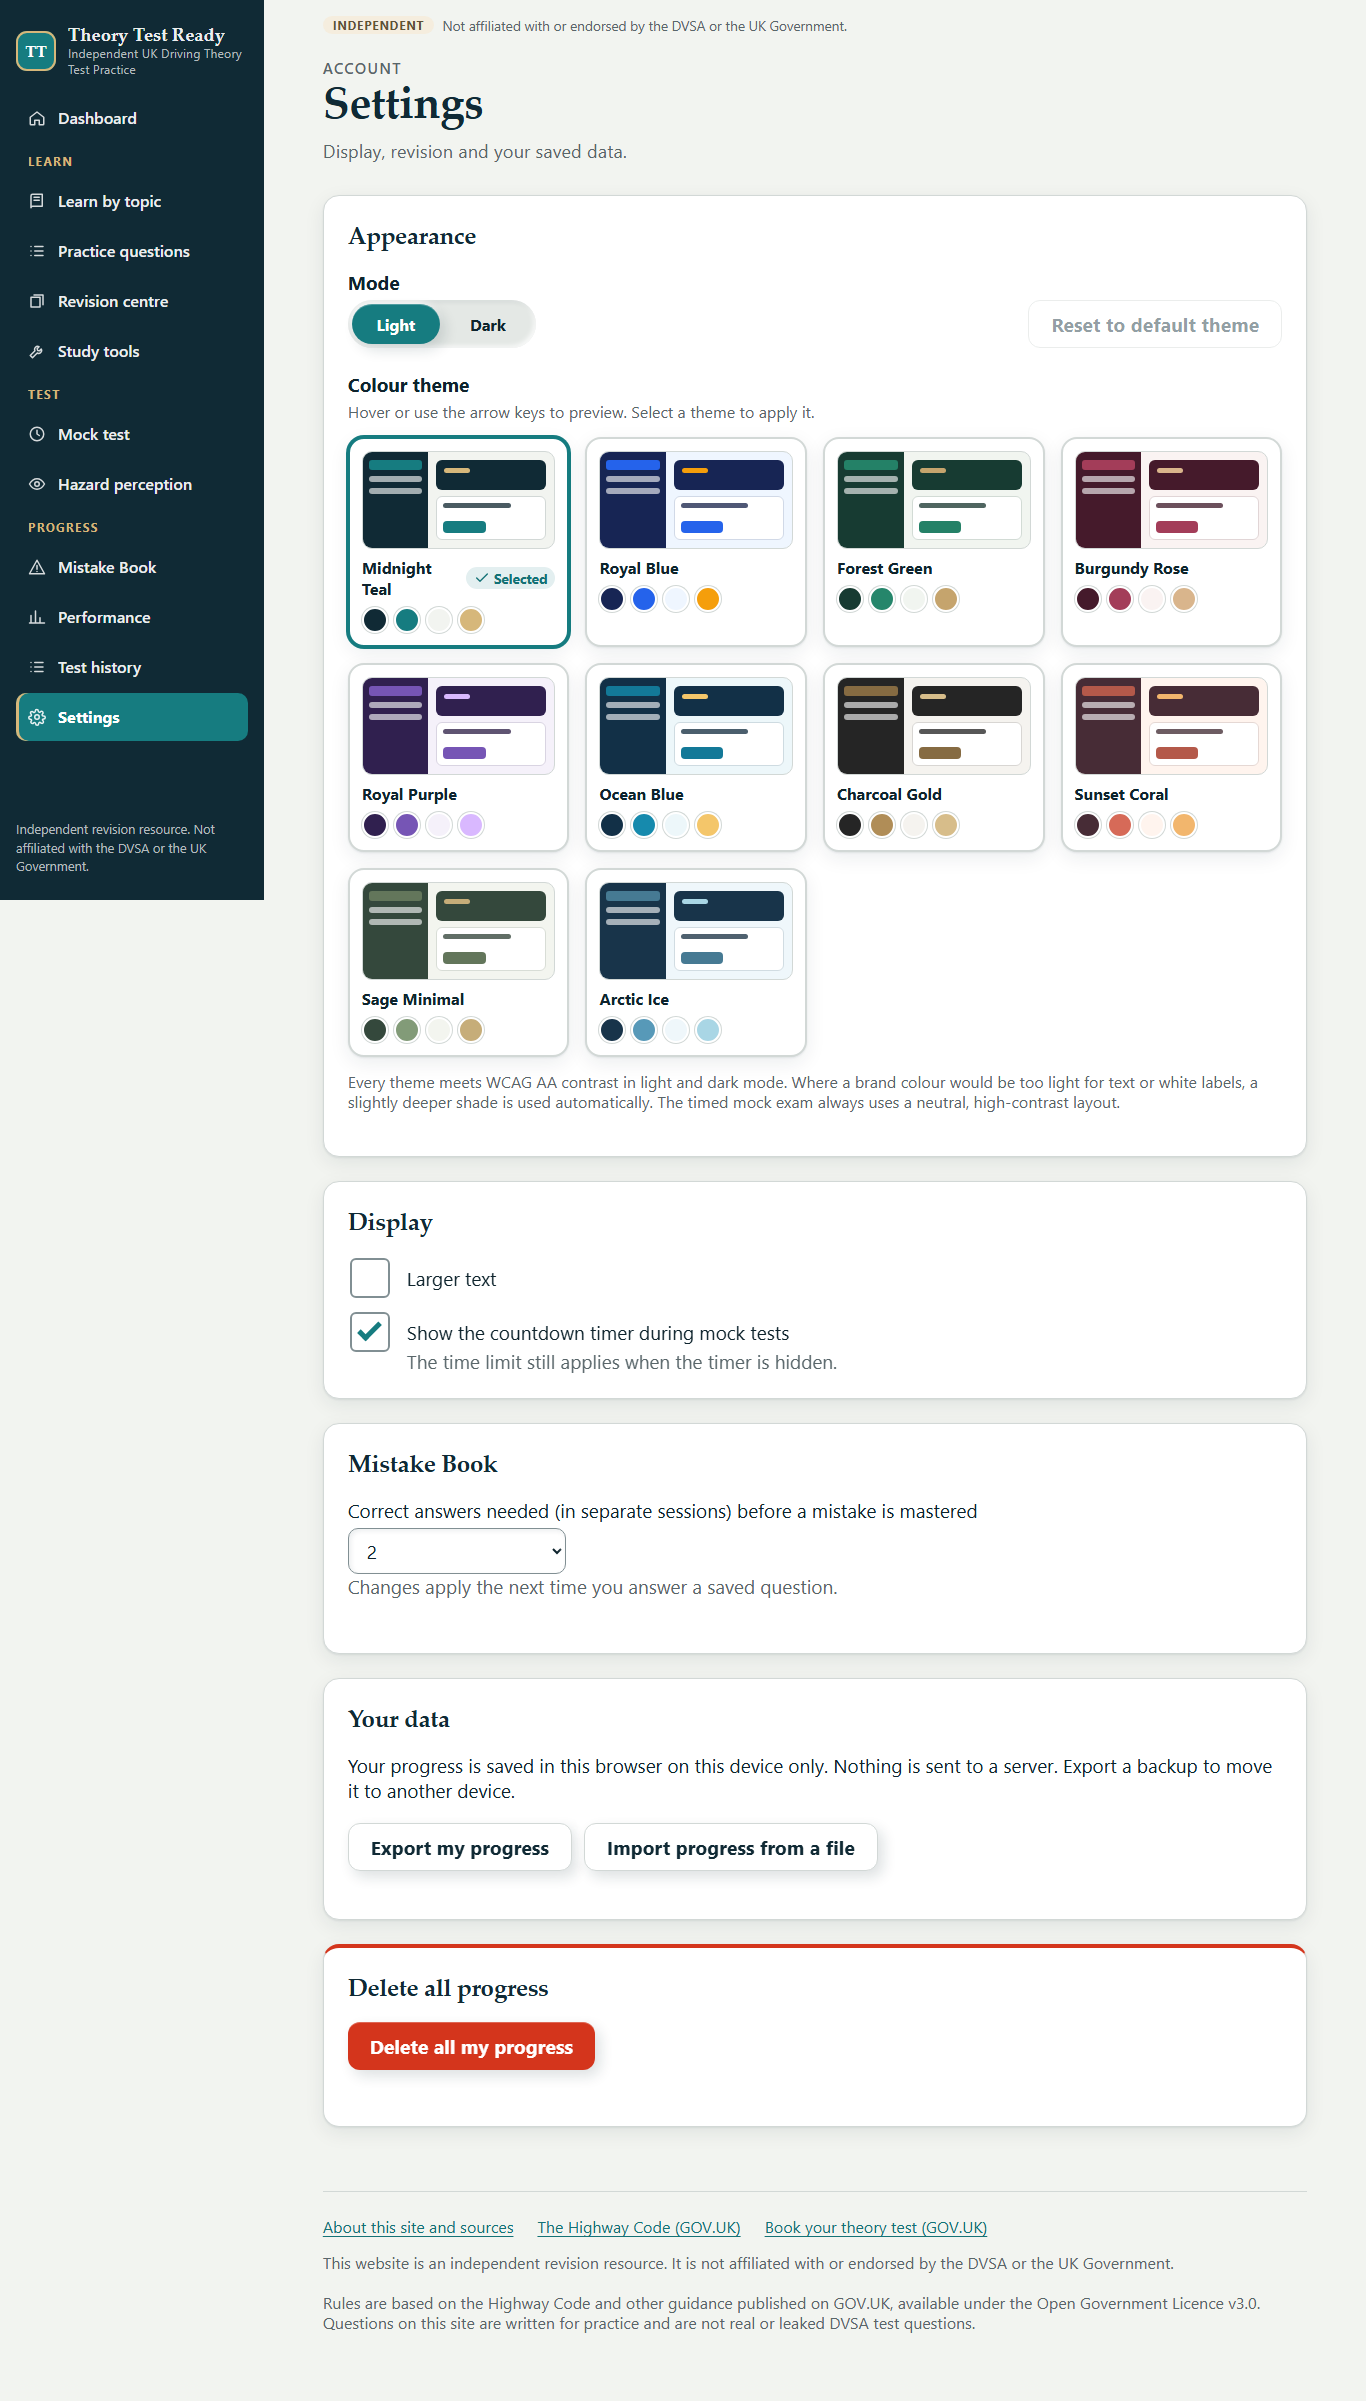 TT
Theory Test Ready
Independent UK Driving Theory
Test Practice
Dashboard
LEARN
Learn by topic
Practice questions
Revision centre
Study tools
TEST
Mock test
Hazard perception
PROGRESS
Mistake Book
Performance
Test history
Settings
Independent revision resource. Not
affiliated with the DVSA or the UK
Government.
INDEPENDENT Not affiliated with or endorsed by the DVSA or the UK Government.
ACCOUNT
Settings
Display, revision and your saved data.
Appearance
Mode
Light Dark
Reset to default theme
Colour theme
Hover or use the arrow keys to preview. Select a theme to apply it.
Midnight
Teal
Selected
Royal Blue
Forest Green
Burgundy Rose
Royal Purple
Ocean Blue
Charcoal Gold
Sunset Coral
Sage Minimal
Arctic Ice
Every theme meets WCAG AA contrast in light and dark mode. Where a brand colour would be too light for text or white labels, a
slightly deeper shade is used automatically. The timed mock exam always uses a neutral, high-contrast layout.
Display
Larger text
Show the countdown timer during mock tests
The time limit still applies when the timer is hidden.
Mistake Book
Correct answers needed (in separate sessions) before a mistake is mastered
2
Changes apply the next time you answer a saved question.
Your data
Your progress is saved in this browser on this device only. Nothing is sent to a server. Export a backup to move
it to another device.
Export my progress
Import progress from a file
Delete all progress
Delete all my progress
About this site and sources The Highway Code (GOV.UK) Book your theory test (GOV.UK)
This website is an independent revision resource. It is not affiliated with or endorsed by the DVSA or the UK Government.
Rules are based on the Highway Code and other guidance published on GOV.UK, available under the Open Government Licence v3.0.
Questions on this site are written for practice and are not real or leaked DVSA test questions.